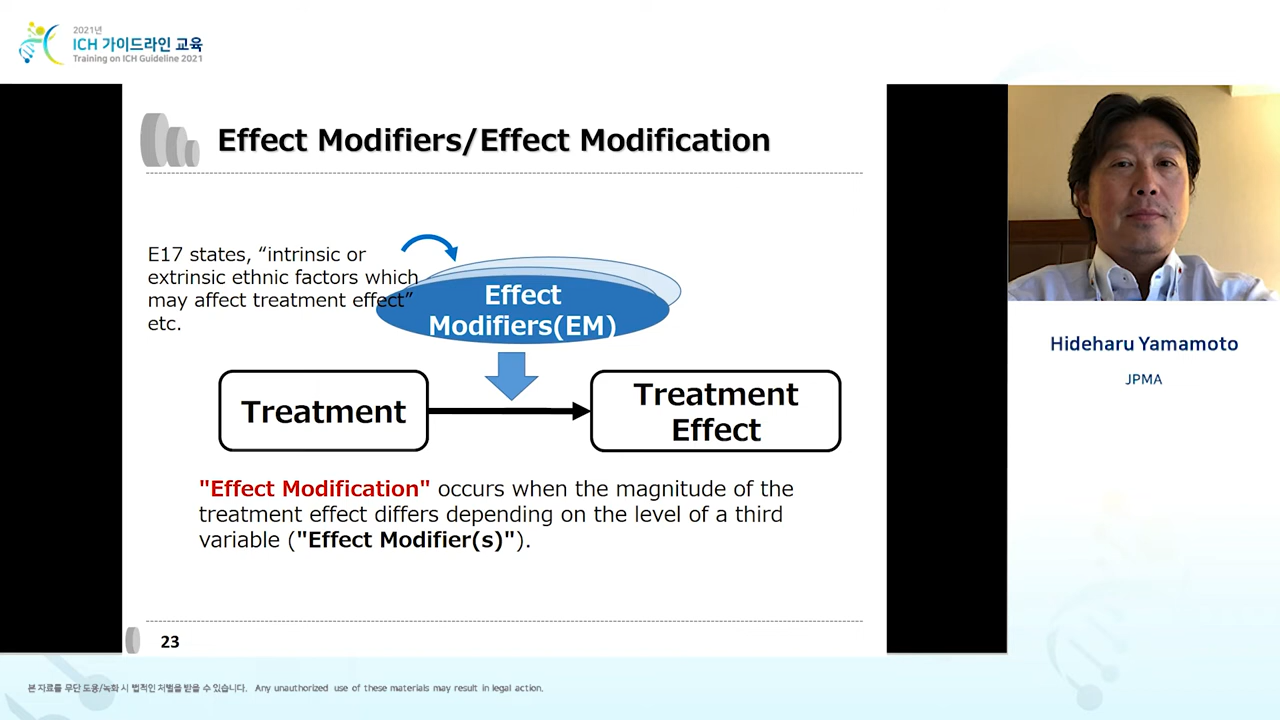 2021년
ICH 가이드라인 교육
Training on ICH Guideline 2021
Effect Modifiers/Effect Modification
E17 states, “intrinsic or
extrinsic ethnic factors which
may affect treatment effect”
etc.
Effect
Modifiers(EM)
Treatment
Treatment
Effect
"Effect Modification" occurs when the magnitude of the
treatment effect differs depending on the level of a third
variable ("Effect Modifier(s)").
23
Hideharu Yamamoto
JPMA
본 자료를 무단 도용/녹화 시 법적인 처벌을 받을 수 있습니다. Any unauthorized use of these materials may result in legal action.